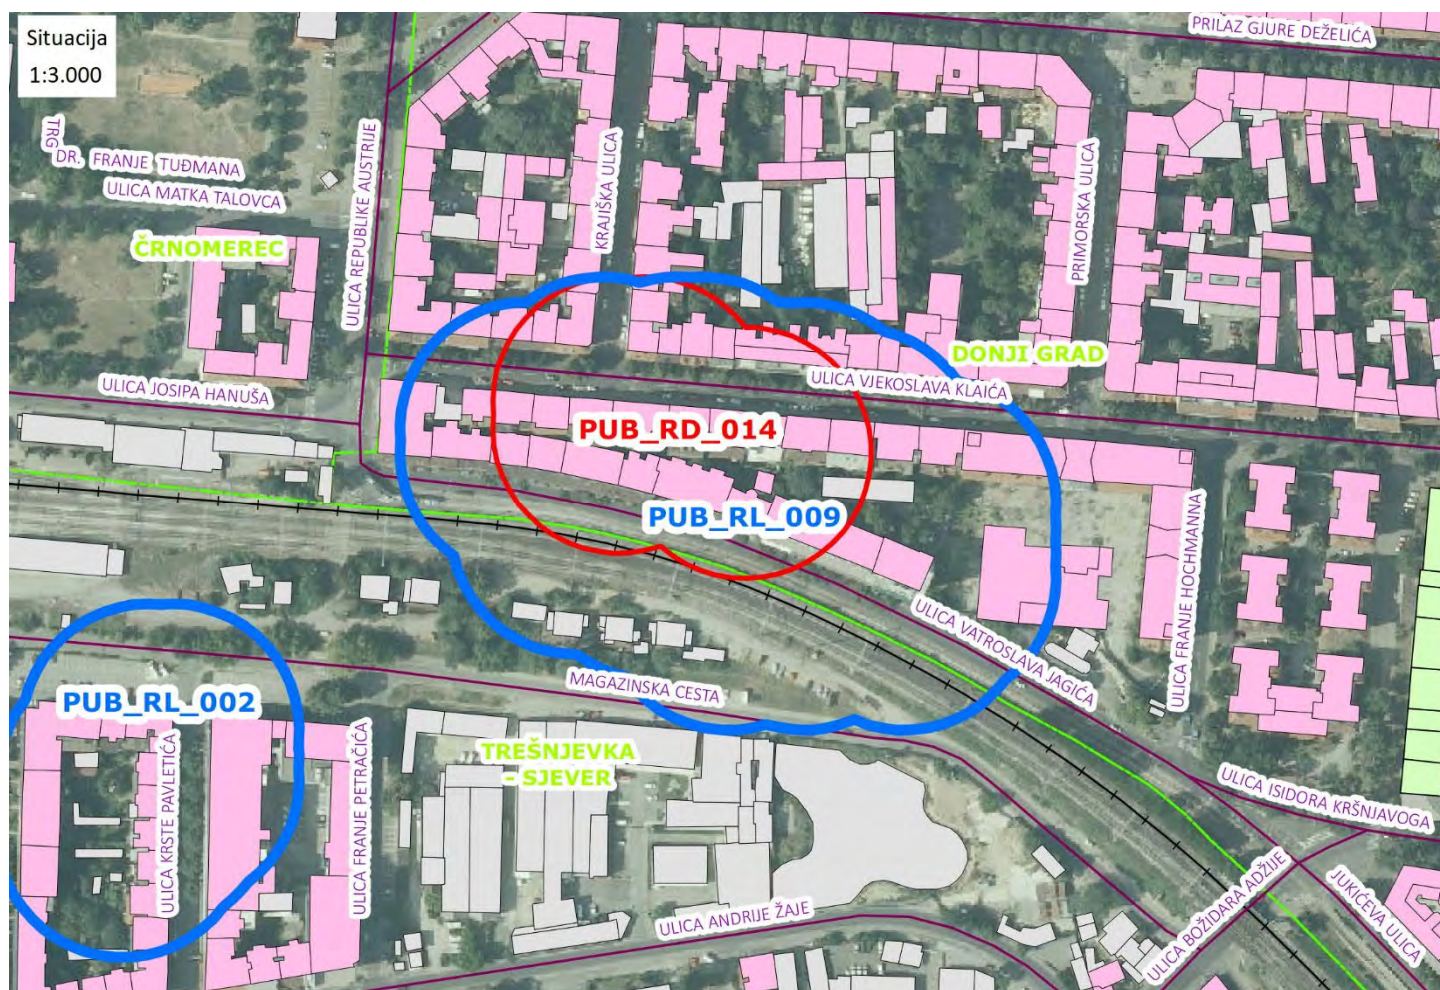 Situacija
1:3.000
PRILAZ GJURE DEŽELIĆA
TRG
DR. FRANJE TUĐMANA
ULICA MATKA TALOVCA
ČRNOMEREC
ULICA REPUBLIKE AUSTRIJE
KRAJIŠKA ULICA
PRIMORSKA ULICA
DONJI GRAD
ULICA JOSIPA HANUŠA
ULICA VJEKOSLAVA KLAIĆA
PUB_RD_014
PUB_RL_009
ULICA FRANJE HOCHMANNA
ULICA VATROSLAVA JAGIĆA
MAGAZINSKA CESTA
PUB_RL_002
TREŠNJEVKA
- SJEVER
ULICA KRSTE PAVLETIĆA
ULICA FRANJE PETRAČIĆA
ULICA ISIDORA KRŠNJAVOGA
ULICA ANDRIJE ŽAJE
ULICA BOŽIDARA ADŽIJE
JUKIĆEVA ULICA